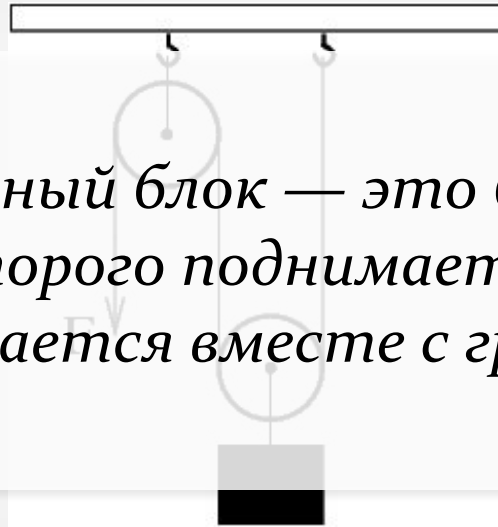 ный блок — это
торого поднимает
ается вместе с гр
F